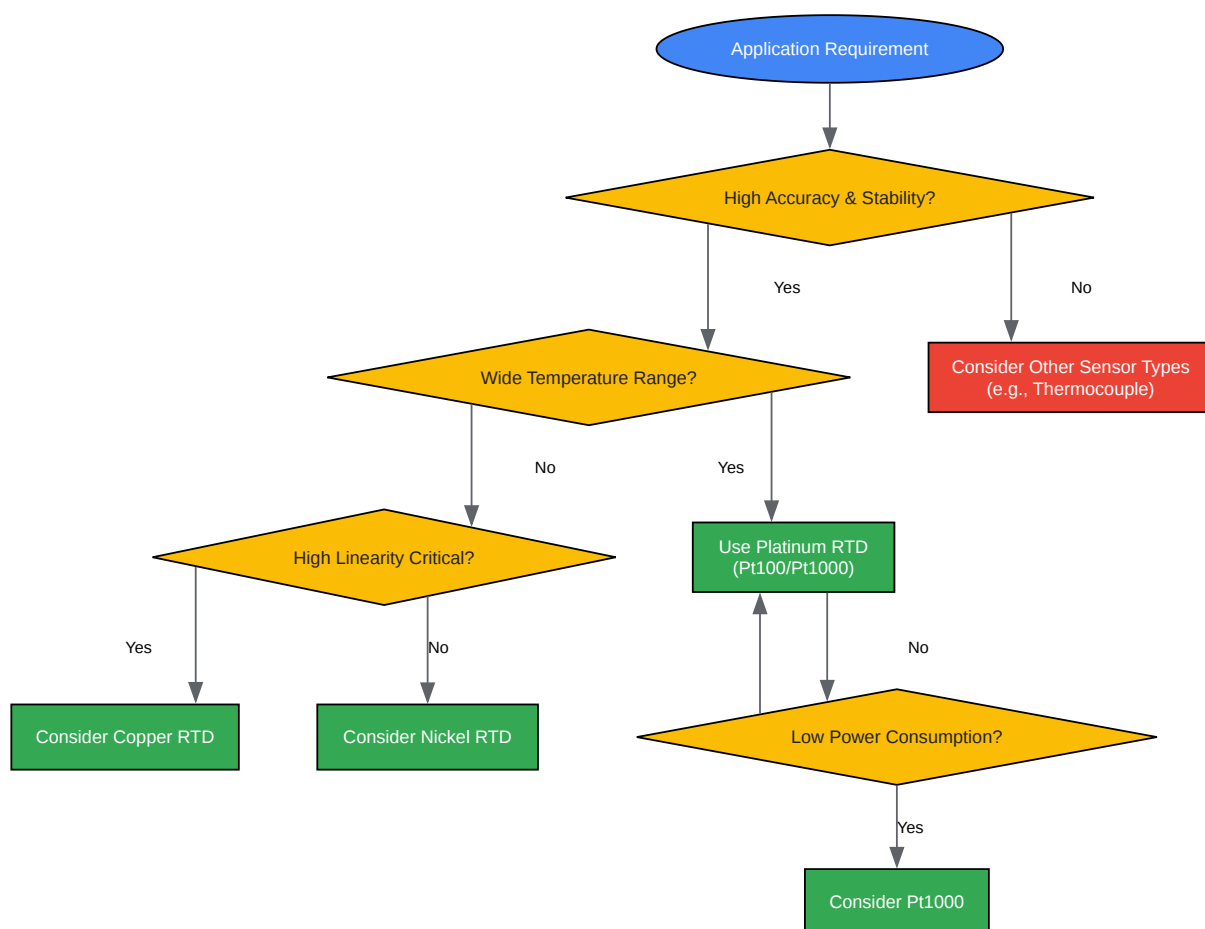 Application Requirement
High Accuracy & Stability?
Yes
No
Consider Other Sensor Types
(e.g., Thermocouple)
Wide Temperature Range?
No
Yes
High Linearity Critical?
Use Platinum RTD
(Pt100/Pt1000)
Yes
No
No
Consider Copper RTD
Consider Nickel RTD
Low Power Consumption?
Yes
Consider Pt1000